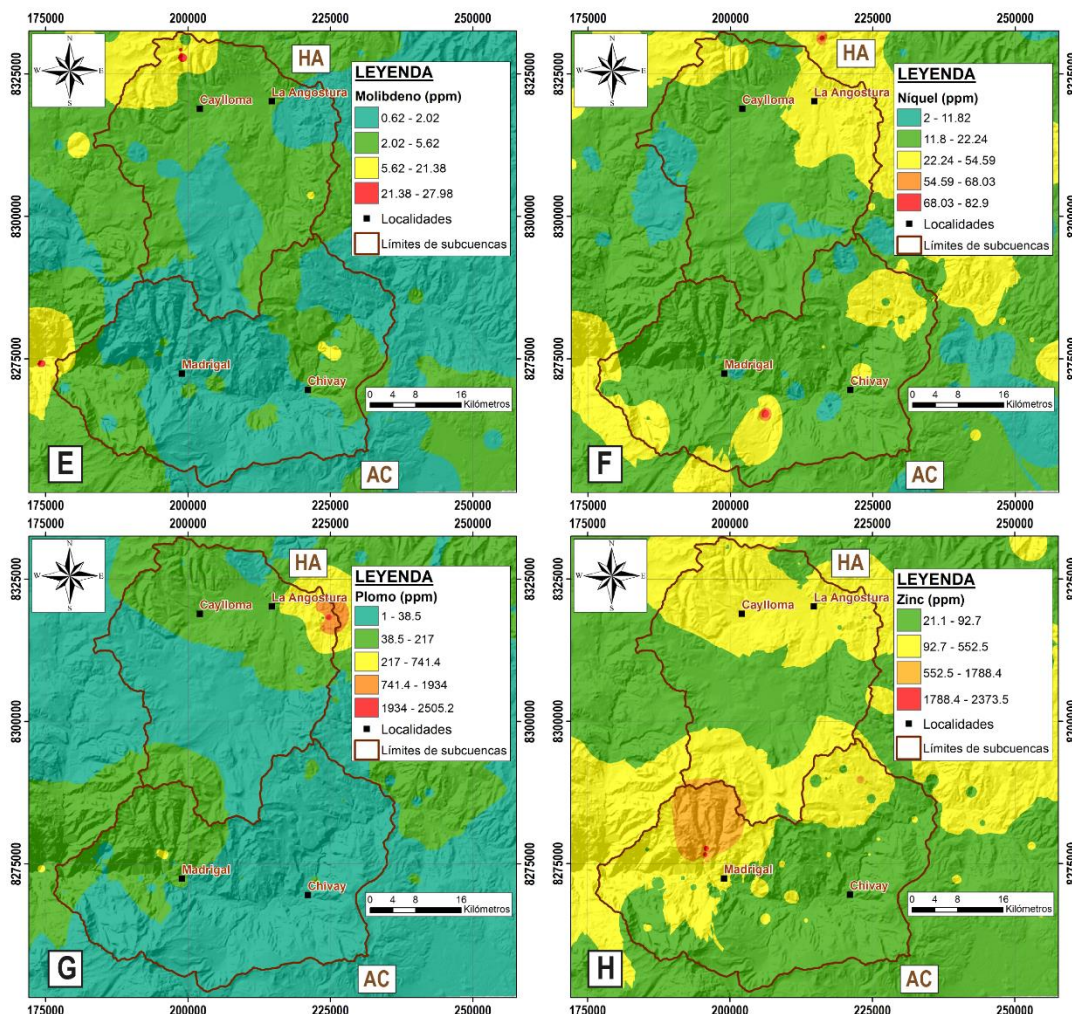 175000 200000 225000 250000
8325000
8300000
8275000
N
W E
S
HA
LEYENDA
Molibdeno (ppm)
0.62 - 2.02
2.02 - 5.62
5.62 - 21.38
21.38 - 27.98
Localidades
Límites de subcuencas
Caylloma
La Angostura
Madrigal
Chivay
0 4 8 16
Kilómetros
E
AC
175000 200000 225000 250000
175000 200000 225000 250000
8325000
8300000
8275000
N
W E
S
HA
LEYENDA
Níquel (ppm)
2 - 11.82
11.8 - 22.24
22.24 - 54.59
54.59 - 68.03
68.03 - 82.9
Localidades
Límites de subcuencas
Caylloma
La Angostura
Madrigal
Chivay
0 4 8 16
Kilómetros
F
AC
175000 200000 225000 250000
8325000
8300000
8275000
N
W E
S
HA
LEYENDA
Plomo (ppm)
1 - 38.5
38.5 - 217
217 - 741.4
741.4 - 1934
1934 - 2505.2
Localidades
Límites de subcuencas
Caylloma
La Angostura
Madrigal
Chivay
0 4 8 16
Kilómetros
G
AC
175000 200000 225000 250000
8325000
8300000
8275000
N
W E
S
HA
LEYENDA
Zinc (ppm)
21.1 - 92.7
92.7 - 552.5
552.5 - 1788.4
1788.4 - 2373.5
Localidades
Límites de subcuencas
Caylloma
La Angostura
Madrigal
Chivay
0 4 8 16
Kilómetros
H
AC
175000 200000 225000 250000